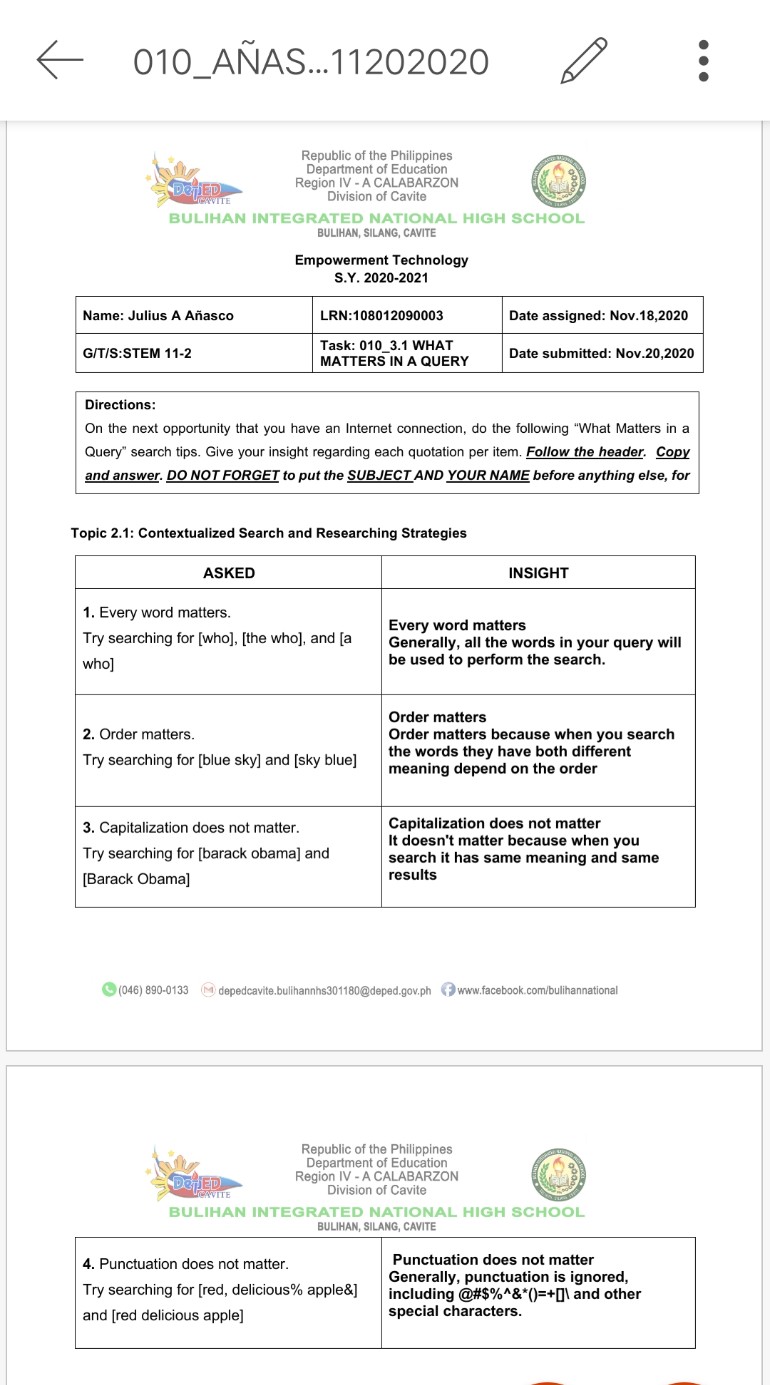 010_AÑAS...11202020
Republic of the Philippines
Department of Education
Region IV - A CALABARZON
Division of Cavite
DepED
CAVITE
BULIHAN INTEGRATED NATIONAL HIGH SCHOOL
BULIHAN, SILANG, CAVITE
Empowerment Technology
S.Y. 2020-2021
Name: Julius A Añasco
LRN:108012090003
Date assigned: Nov.18,2020
G/T/S:STEM 11-2
Task: 010_3.1 WHAT
MATTERS IN A QUERY
Date submitted: Nov.20,2020
Directions:
On the next opportunity that you have an Internet connection, do the following “What Matters in a
Query” search tips. Give your insight regarding each quotation per item. Follow the header. Copy
and answer. DO NOT FORGET to put the SUBJECT AND YOUR NAME before anything else, for
Topic 2.1: Contextualized Search and Researching Strategies
ASKED
INSIGHT
1. Every word matters.
Try searching for [who], [the who], and [a
who]
Every word matters
Generally, all the words in your query will
be used to perform the search.
2. Order matters.
Try searching for [blue sky] and [sky blue]
Order matters
Order matters because when you search
the words they have both different
meaning depend on the order
3. Capitalization does not matter.
Try searching for [barack obama] and
[Barack Obama]
Capitalization does not matter
It doesn't matter because when you
search it has same meaning and same
results
(046) 890-0133 depedcavite.bulihannhs301180@deped.gov.ph www.facebook.com/bulihannational
Republic of the Philippines
Department of Education
Region IV - A CALABARZON
Division of Cavite
DepED
CAVITE
BULIHAN INTEGRATED NATIONAL HIGH SCHOOL
BULIHAN, SILANG, CAVITE
4. Punctuation does not matter.
Try searching for [red, delicious% apple&]
and [red delicious apple]
Punctuation does not matter
Generally, punctuation is ignored,
including @#$%^&*()=+[]\ and other
special characters.